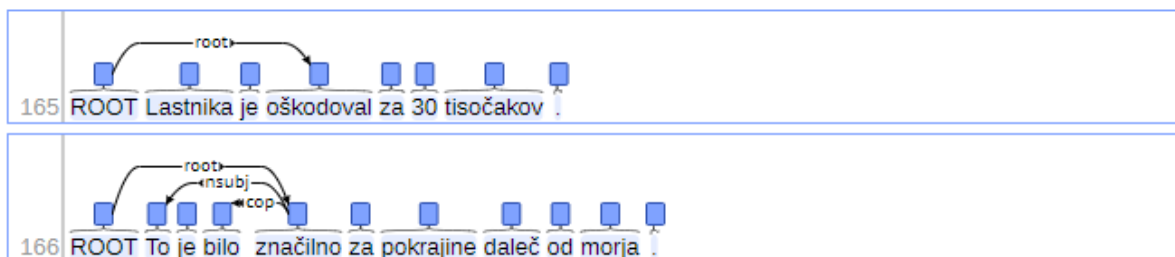 root
165 ROOT Lastnika je oškodoval za 30 tisočakov .
root
nsubj
cop
166 ROOT To je bilo značilno za pokrajine daleč od morja .